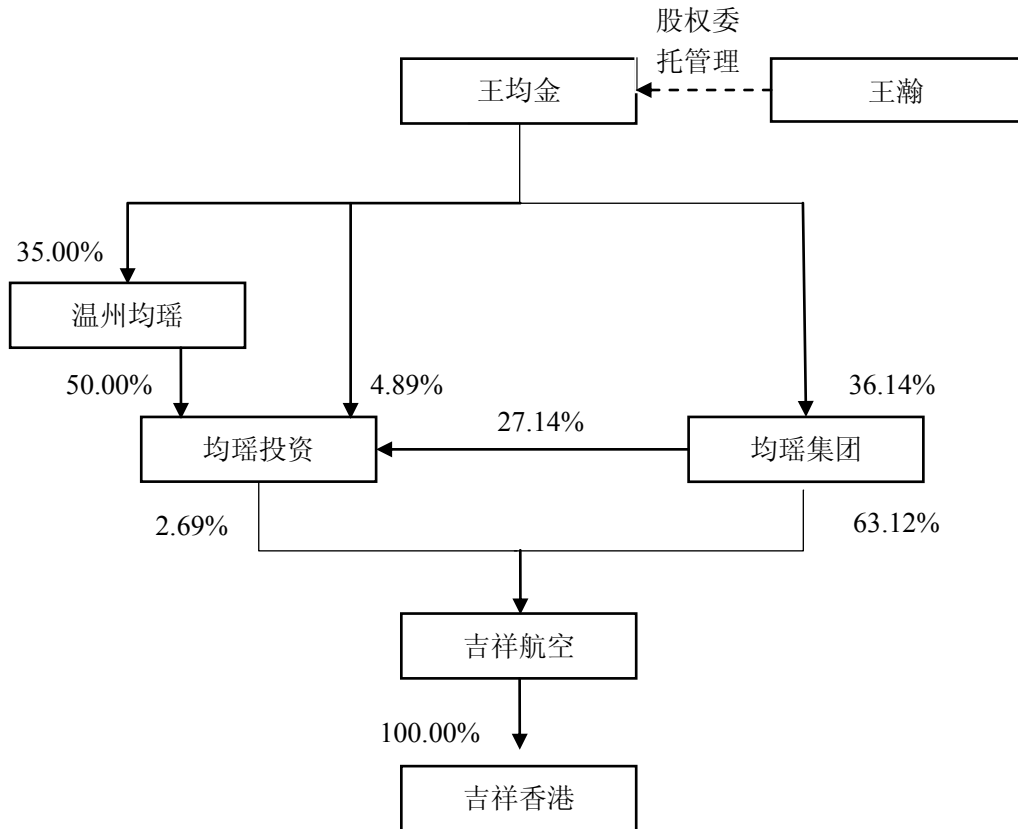 股权委
托管理
王均金
王瀚
35.00%
温州均瑶
50.00%
4.89%
36.14%
27.14%
均瑶投资
均瑶集团
2.69%
63.12%
吉祥航空
100.00%
吉祥香港